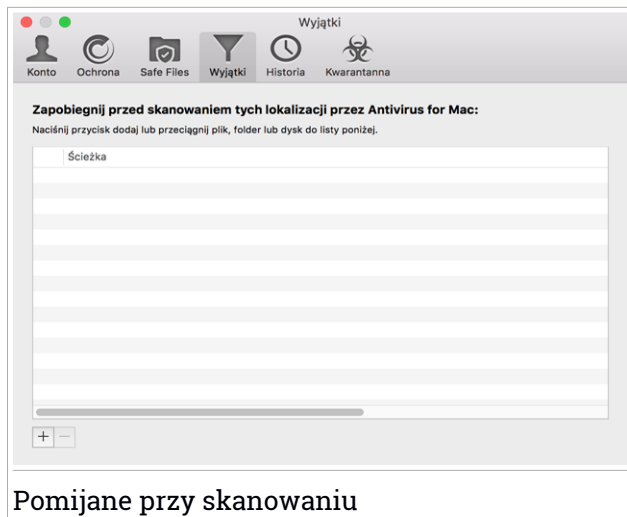 Wyjątki
Konto Ochrona Safe Files Wyjątki Historia Kwarantanna
Zapobiegnij przed skanowaniem tych lokalizacji przez Antivirus for Mac:
Naciśnij przycisk dodaj lub przeciągnij plik, folder lub dysk do listy poniżej.
Ścieżka
Pomijane przy skanowaniu